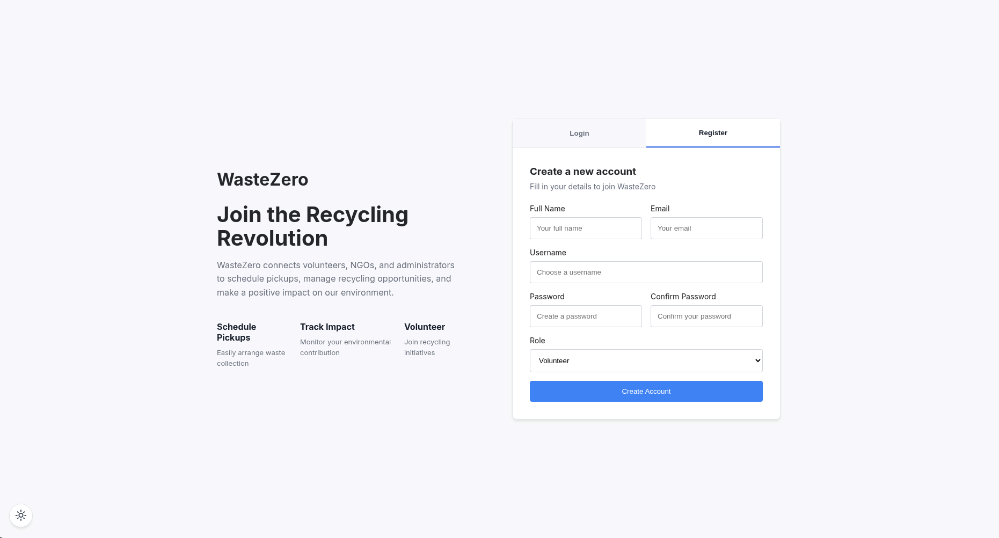 WasteZero
Join the Recycling
Revolution
WasteZero connects volunteers, NGOs, and administrators
to schedule pickups, manage recycling opportunities, and
make a positive impact on our environment.
Schedule
Pickups
Easily arrange waste
collection
Track Impact
Monitor your environmental
contribution
Volunteer
Join recycling
initiatives
Login
Register
Create a new account
Fill in your details to join WasteZero
Full Name
Your full name
Email
Your email
Username
Choose a username
Password
Create a password
Confirm Password
Confirm your password
Role
Volunteer
Create Account